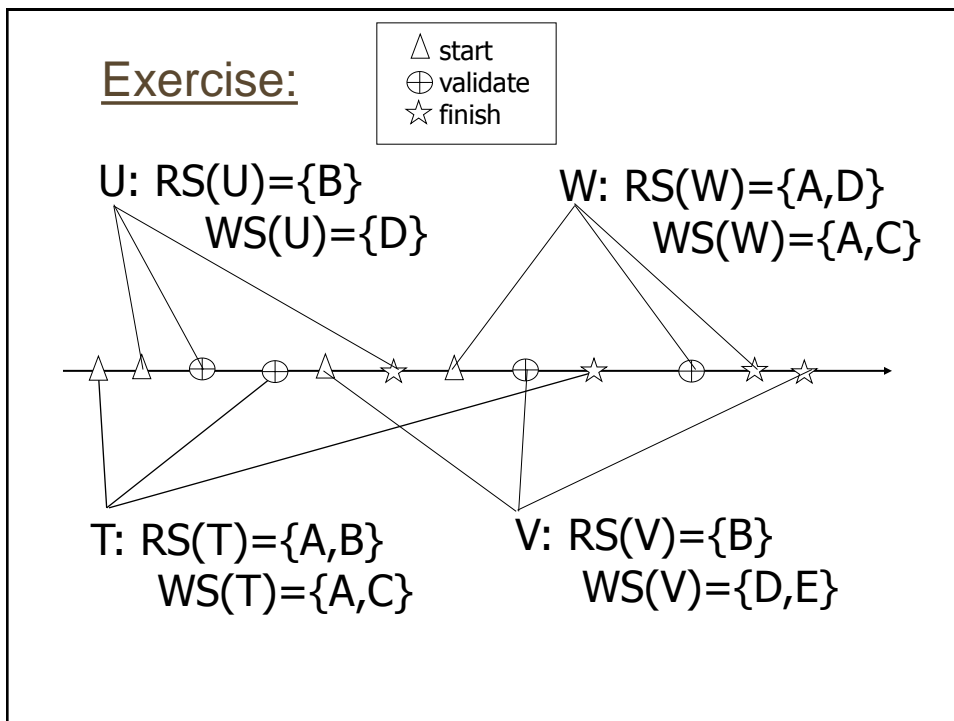 Exercise:
start
validate
finish
U: RS(U)={B}
WS(U)={D}
W: RS(W)={A,D}
WS(W)={A,C}
T: RS(T)={A,B}
WS(T)={A,C}
V: RS(V)={B}
WS(V)={D,E}